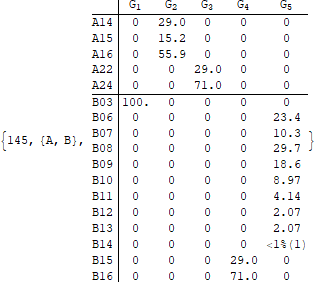 G₁ G₂ G₃ G₄ G₅
A14 0 29.0 0 0 0
A15 0 15.2 0 0 0
A16 0 55.9 0 0 0
A22 0 0 29.0 0 0
A24 0 0 71.0 0 0
B03 100. 0 0 0 0
B06 0 0 0 0 23.4
B07 0 0 0 0 10.3
{145, {A, B}, B08 0 0 0 0 29.7 }
B09 0 0 0 0 18.6
B10 0 0 0 0 8.97
B11 0 0 0 0 4.14
B12 0 0 0 0 2.07
B13 0 0 0 0 2.07
B14 0 0 0 0 <1%(1)
B15 0 0 0 29.0 0
B16 0 0 0 71.0 0